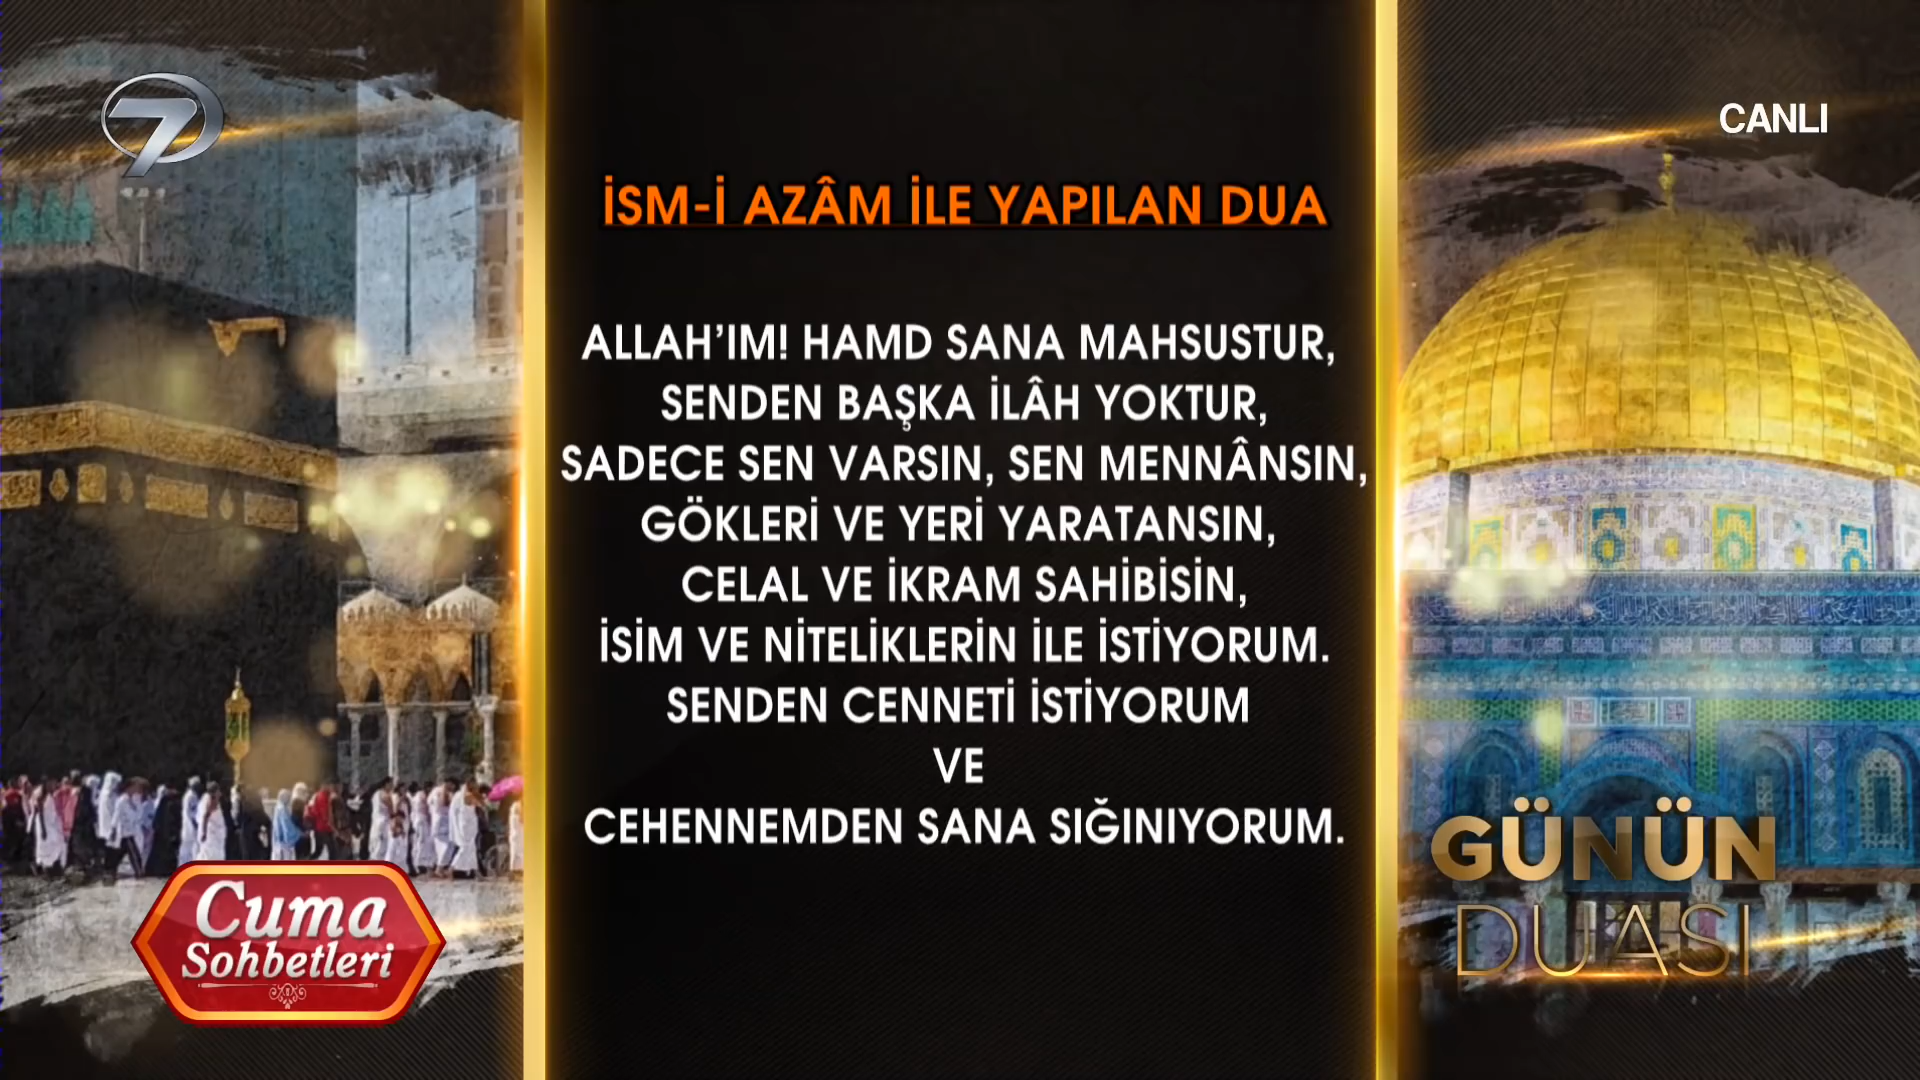 7
CANLI
İSM-İ AZÂM İLE YAPILAN DUA
ALLAH’IM! HAMD SANA MAHSUSTUR,
SENDEN BAŞKA İLÂH YOKTUR,
SADECE SEN VARSIN, SEN MENNÂNSIN,
GÖKLERİ VE YERİ YARATANSIN,
CELAL VE İKRAM SAHİBİSİN,
İSİM VE NİTELİKLERİN İLE İSTİYORUM.
SENDEN CENNETİ İSTİYORUM
VE
CEHENNEMDEN SANA SIĞINIYORUM.
Cuma
Sohbetleri
GÜNÜN
DUASI